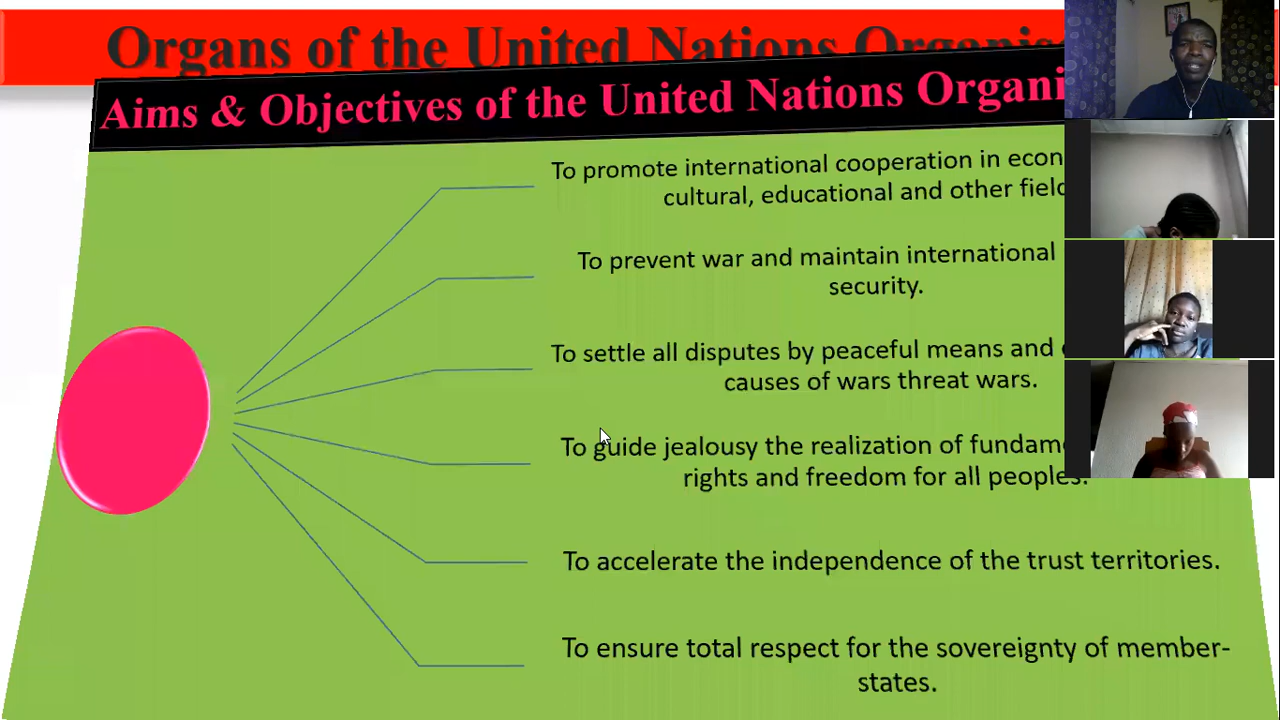 Organs of the United Nations
Aims & Objectives of the United Nations
To promote international cooperation in
cultural, educational and other
To prevent war and maintain international
security.
To settle all disputes by peaceful means and
causes of wars threat wars.
To guide jealousy the realization of
rights and freedom for all peoples.
To accelerate the independence of the trust territories.
To ensure total respect for the sovereignty of member-
states.